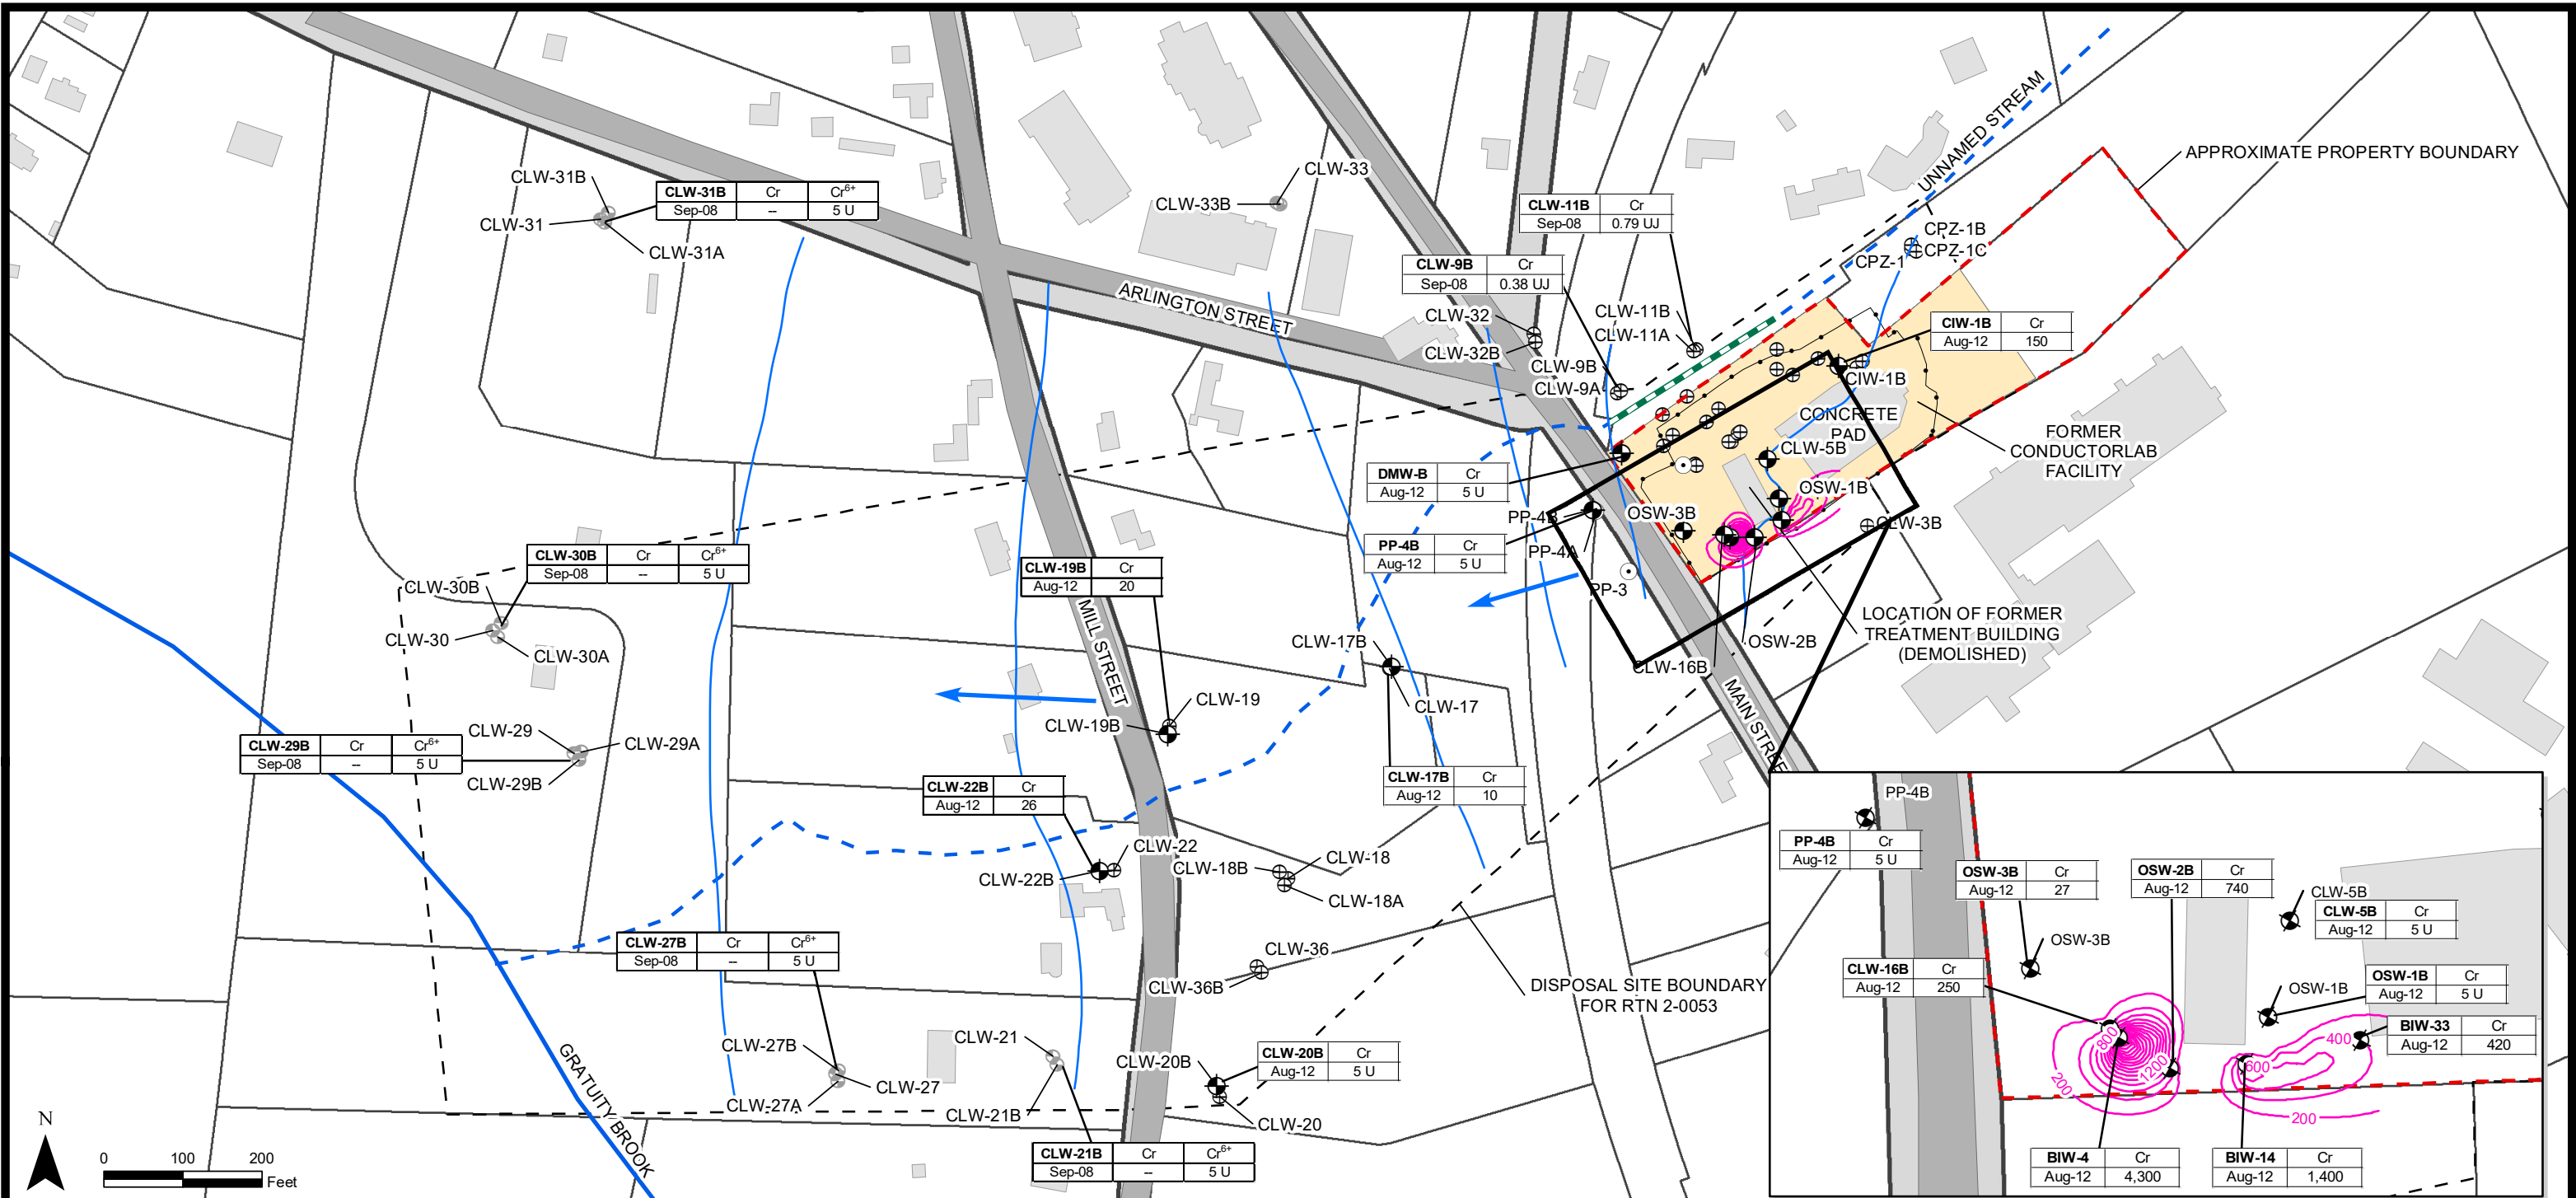 CLW-31B
CLW-31
CLW-31A
CLW-31B Cr Cr6+
Sep-08 -- 5 U
CLW-33
CLW-33B
ARLINGTON STREET
CLW-11B Cr
Sep-08 0.79 UJ
CLW-9B Cr
Sep-08 0.38 UJ
CLW-32
CLW-32B
CLW-11B
CLW-11A
CLW-9B
CLW-9A
UNNAMED STREAM
APPROXIMATE PROPERTY BOUNDARY
CPZ-1B
CPZ-1C
CPZ-1
CIW-1B Cr
Aug-12 150
CIW-1B
CONCRETE
PAD
CLW-5B
FORMER
CONDUCTORLAB
FACILITY
DMW-B Cr
Aug-12 5 U
OSW-1B
OSW-3B
PP-4B
PP-4A
CLW-3B
PP-4B Cr
Aug-12 5 U
PP-3
LOCATION OF FORMER
TREATMENT BUILDING
(DEMOLISHED)
OSW-2B
CLW-16B
MAIN STREET
CLW-30B Cr Cr6+
Sep-08 -- 5 U
CLW-30B
CLW-30
CLW-30A
CLW-19B Cr
Aug-12 20
MILL STREET
CLW-17B
CLW-17
CLW-19
CLW-19B
CLW-29
CLW-29A
CLW-29B
CLW-29B Cr Cr6+
Sep-08 -- 5 U
CLW-17B Cr
Aug-12 10
CLW-22B Cr
Aug-12 26
CLW-22
CLW-22B
CLW-18B
CLW-18
CLW-18A
CLW-27B Cr Cr6+
Sep-08 -- 5 U
CLW-36
CLW-36B
DISPOSAL SITE BOUNDARY
FOR RTN 2-0053
CLW-27B
CLW-27
CLW-27A
CLW-21
CLW-21B
CLW-20B
CLW-20B Cr
Aug-12 5 U
CLW-20
CLW-21B Cr Cr6+
Sep-08 -- 5 U
GRATUITY BROOK
N
0 100 200
Feet
PP-4B
PP-4B Cr
Aug-12 5 U
OSW-3B Cr
Aug-12 27
OSW-2B Cr
Aug-12 740
CLW-5B
CLW-5B Cr
Aug-12 5 U
OSW-3B
CLW-16B Cr
Aug-12 250
OSW-1B Cr
Aug-12 5 U
OSW-1B
BIW-33 Cr
Aug-12 420
800
1200
200
400
600
200
BIW-4 Cr
Aug-12 4,300
BIW-14 Cr
Aug-12 1,400